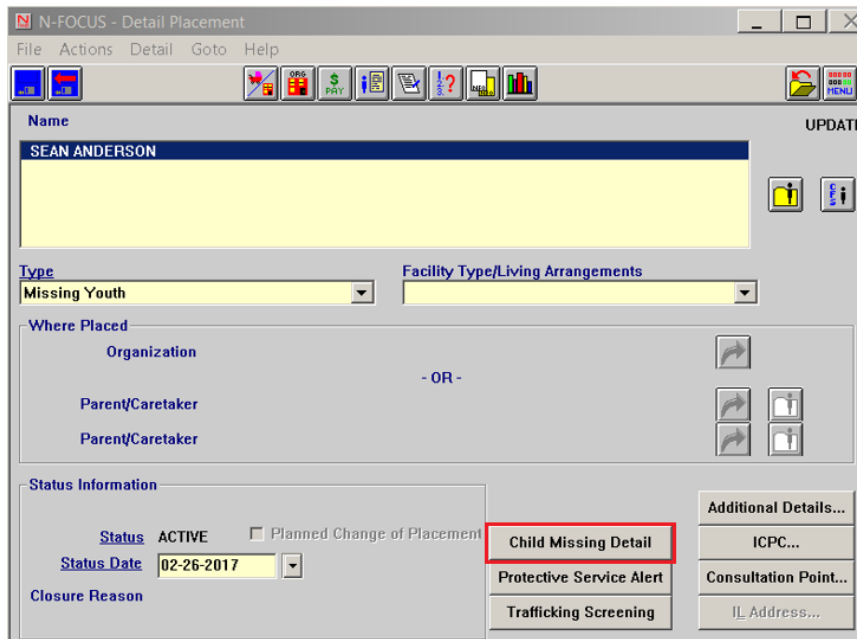 N-FOCUS - Detail Placement
File Actions Detail Goto Help
ORG
$ PAY
MENU
Name
UPDAT
SEAN ANDERSON
Type
Facility Type/Living Arrangements
Missing Youth
Where Placed
Organization
- OR -
Parent/Caretaker
Parent/Caretaker
Status Information
Additional Details...
Status ACTIVE Planned Change of Placement
Child Missing Detail
ICPC...
Status Date 02-26-2017
Protective Service Alert
Consultation Point...
Closure Reason
Trafficking Screening
IL Address...